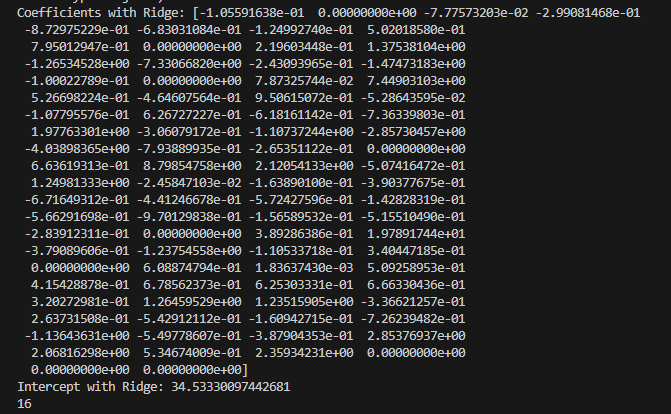 Coefficients with Ridge: [-1.05591638e-01 0.00000000e+00 -7.77573203e-02 -2.99081468e-01
-8.72975229e-01 -6.83031084e-01 -1.24992740e-01 5.02018580e-01
7.95012947e-01 0.00000000e+00 2.19603448e-01 1.37538104e+00
-1.26534528e+00 -7.33066820e+00 -2.43093965e-01 -1.47473183e+00
-1.00022789e-01 0.00000000e+00 7.87325744e-02 7.44903103e+00
5.26698224e-01 -4.64607564e-01 9.50615072e-01 -5.28643595e-02
-1.07795576e-01 6.26727227e-01 -6.18161142e-01 -7.36339803e-01
1.97763301e+00 -3.06079172e-01 -1.10737244e+00 -2.85730457e+00
-4.03898365e+00 -7.93889935e-01 -2.65351122e+00 0.00000000e+00
6.63619313e-01 8.79854758e+00 2.12054133e+00 -5.07416472e-01
1.24981333e+00 -2.45847103e-02 -1.63890100e-01 -3.90377675e-01
-6.71649312e-01 -4.41246678e-01 -5.72427596e-01 -1.42828319e-01
-5.66291698e-01 -9.70129838e-01 -1.56589532e-01 -5.15510490e-01
-2.83912311e-01 0.00000000e+00 3.89286386e-01 1.97891744e+01
-3.79089606e-01 -1.23754558e+00 -1.10533718e-01 3.40447185e-01
0.00000000e+00 6.08874794e-01 1.83637430e-03 5.09258953e-01
4.15428878e-01 6.78562373e-01 6.25303331e-01 6.66330436e-01
3.20272981e-01 1.26459529e+00 1.23515905e+00 -3.36621257e-01
2.63731508e-01 -5.42912112e-01 -1.60942715e-01 -7.26239482e-01
-1.13643631e+00 -5.49778607e-01 -3.87904353e-01 2.85376937e+00
2.06816298e+00 5.34674009e-01 2.35934231e+00 0.00000000e+00
0.00000000e+00 0.00000000e+00]
Intercept with Ridge: 34.53330097442681
16